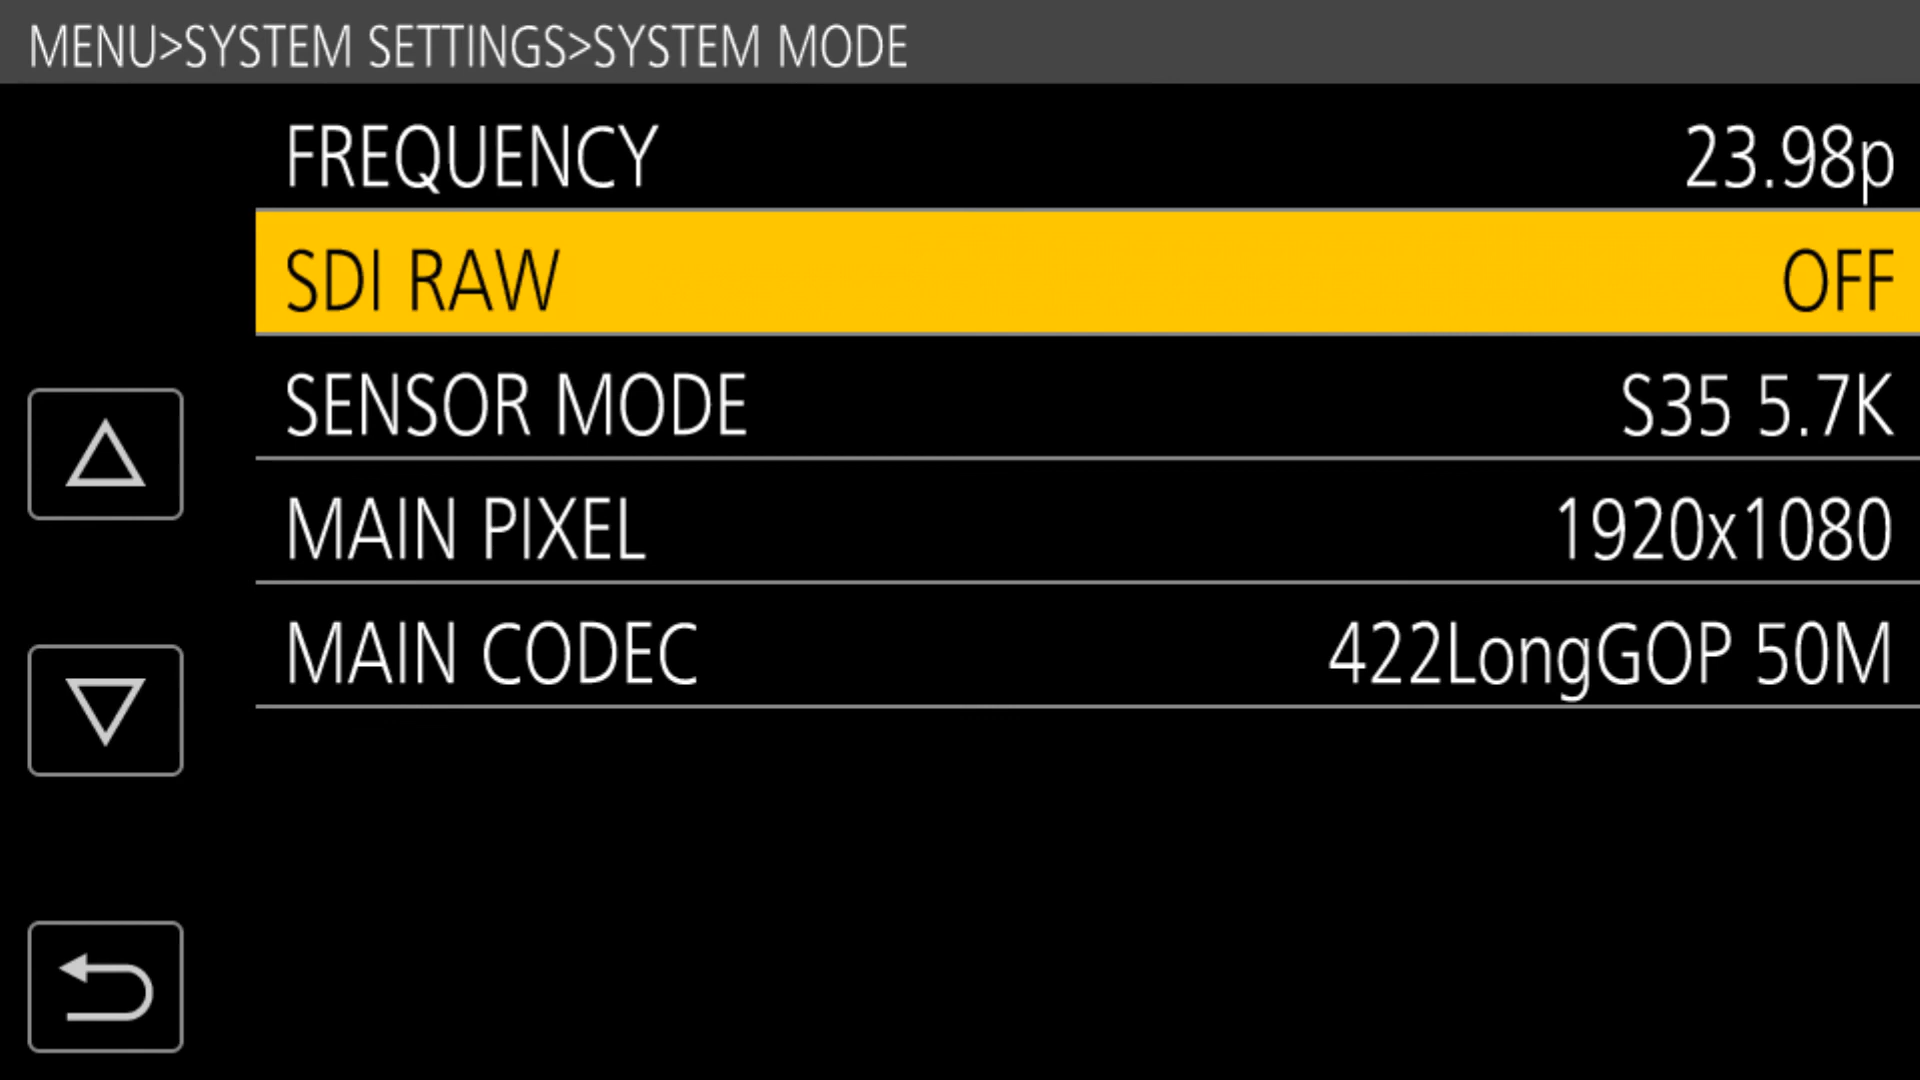 MENU>SYSTEM SETTINGS>SYSTEM MODE
FREQUENCY 23.98p
SDI RAW OFF
SENSOR MODE S35 5.7K
MAIN PIXEL 1920x1080
MAIN CODEC 422LongGOP 50M